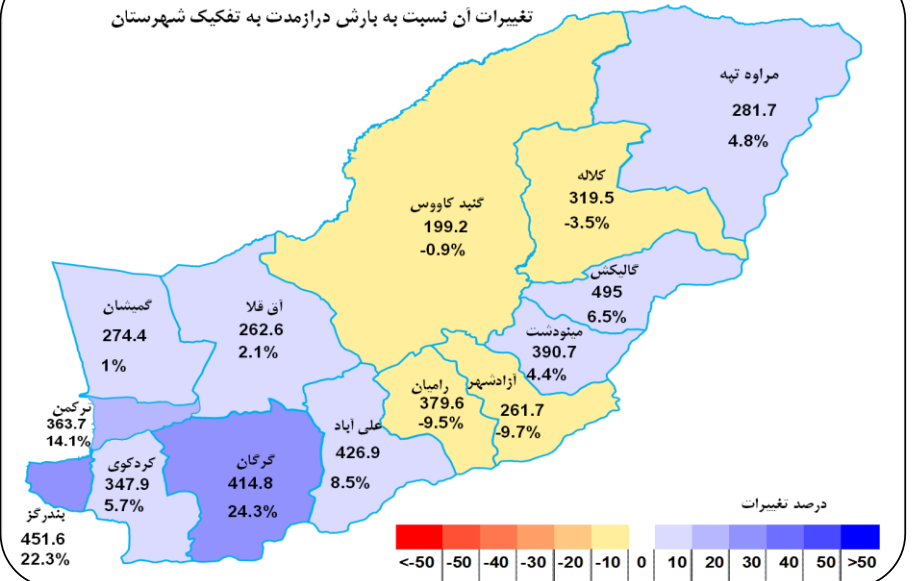 تغییرات آن نسبت به بارش درازمدت به تفکیک شهرستان
مراوه تپه
281.7
4.8%
کلاله
319.5
-3.5%
گنبد کاووس
199.2
-0.9%
گالیکش
495
6.5%
مینودشت
390.7
4.4%
آق قلا
262.6
2.1%
گمیشان
274.4
1%
آزادشهر
261.7
-9.7%
رامیان
379.6
-9.5%
علی آباد
426.9
8.5%
ترکمن
363.7
14.1%
کردکوی
347.9
5.7%
گرگان
414.8
24.3%
بندرگز
451.6
22.3%
درصد تغییرات
<-50 -50 -40 -30 -20 -10 0 10 20 30 40 50 >50